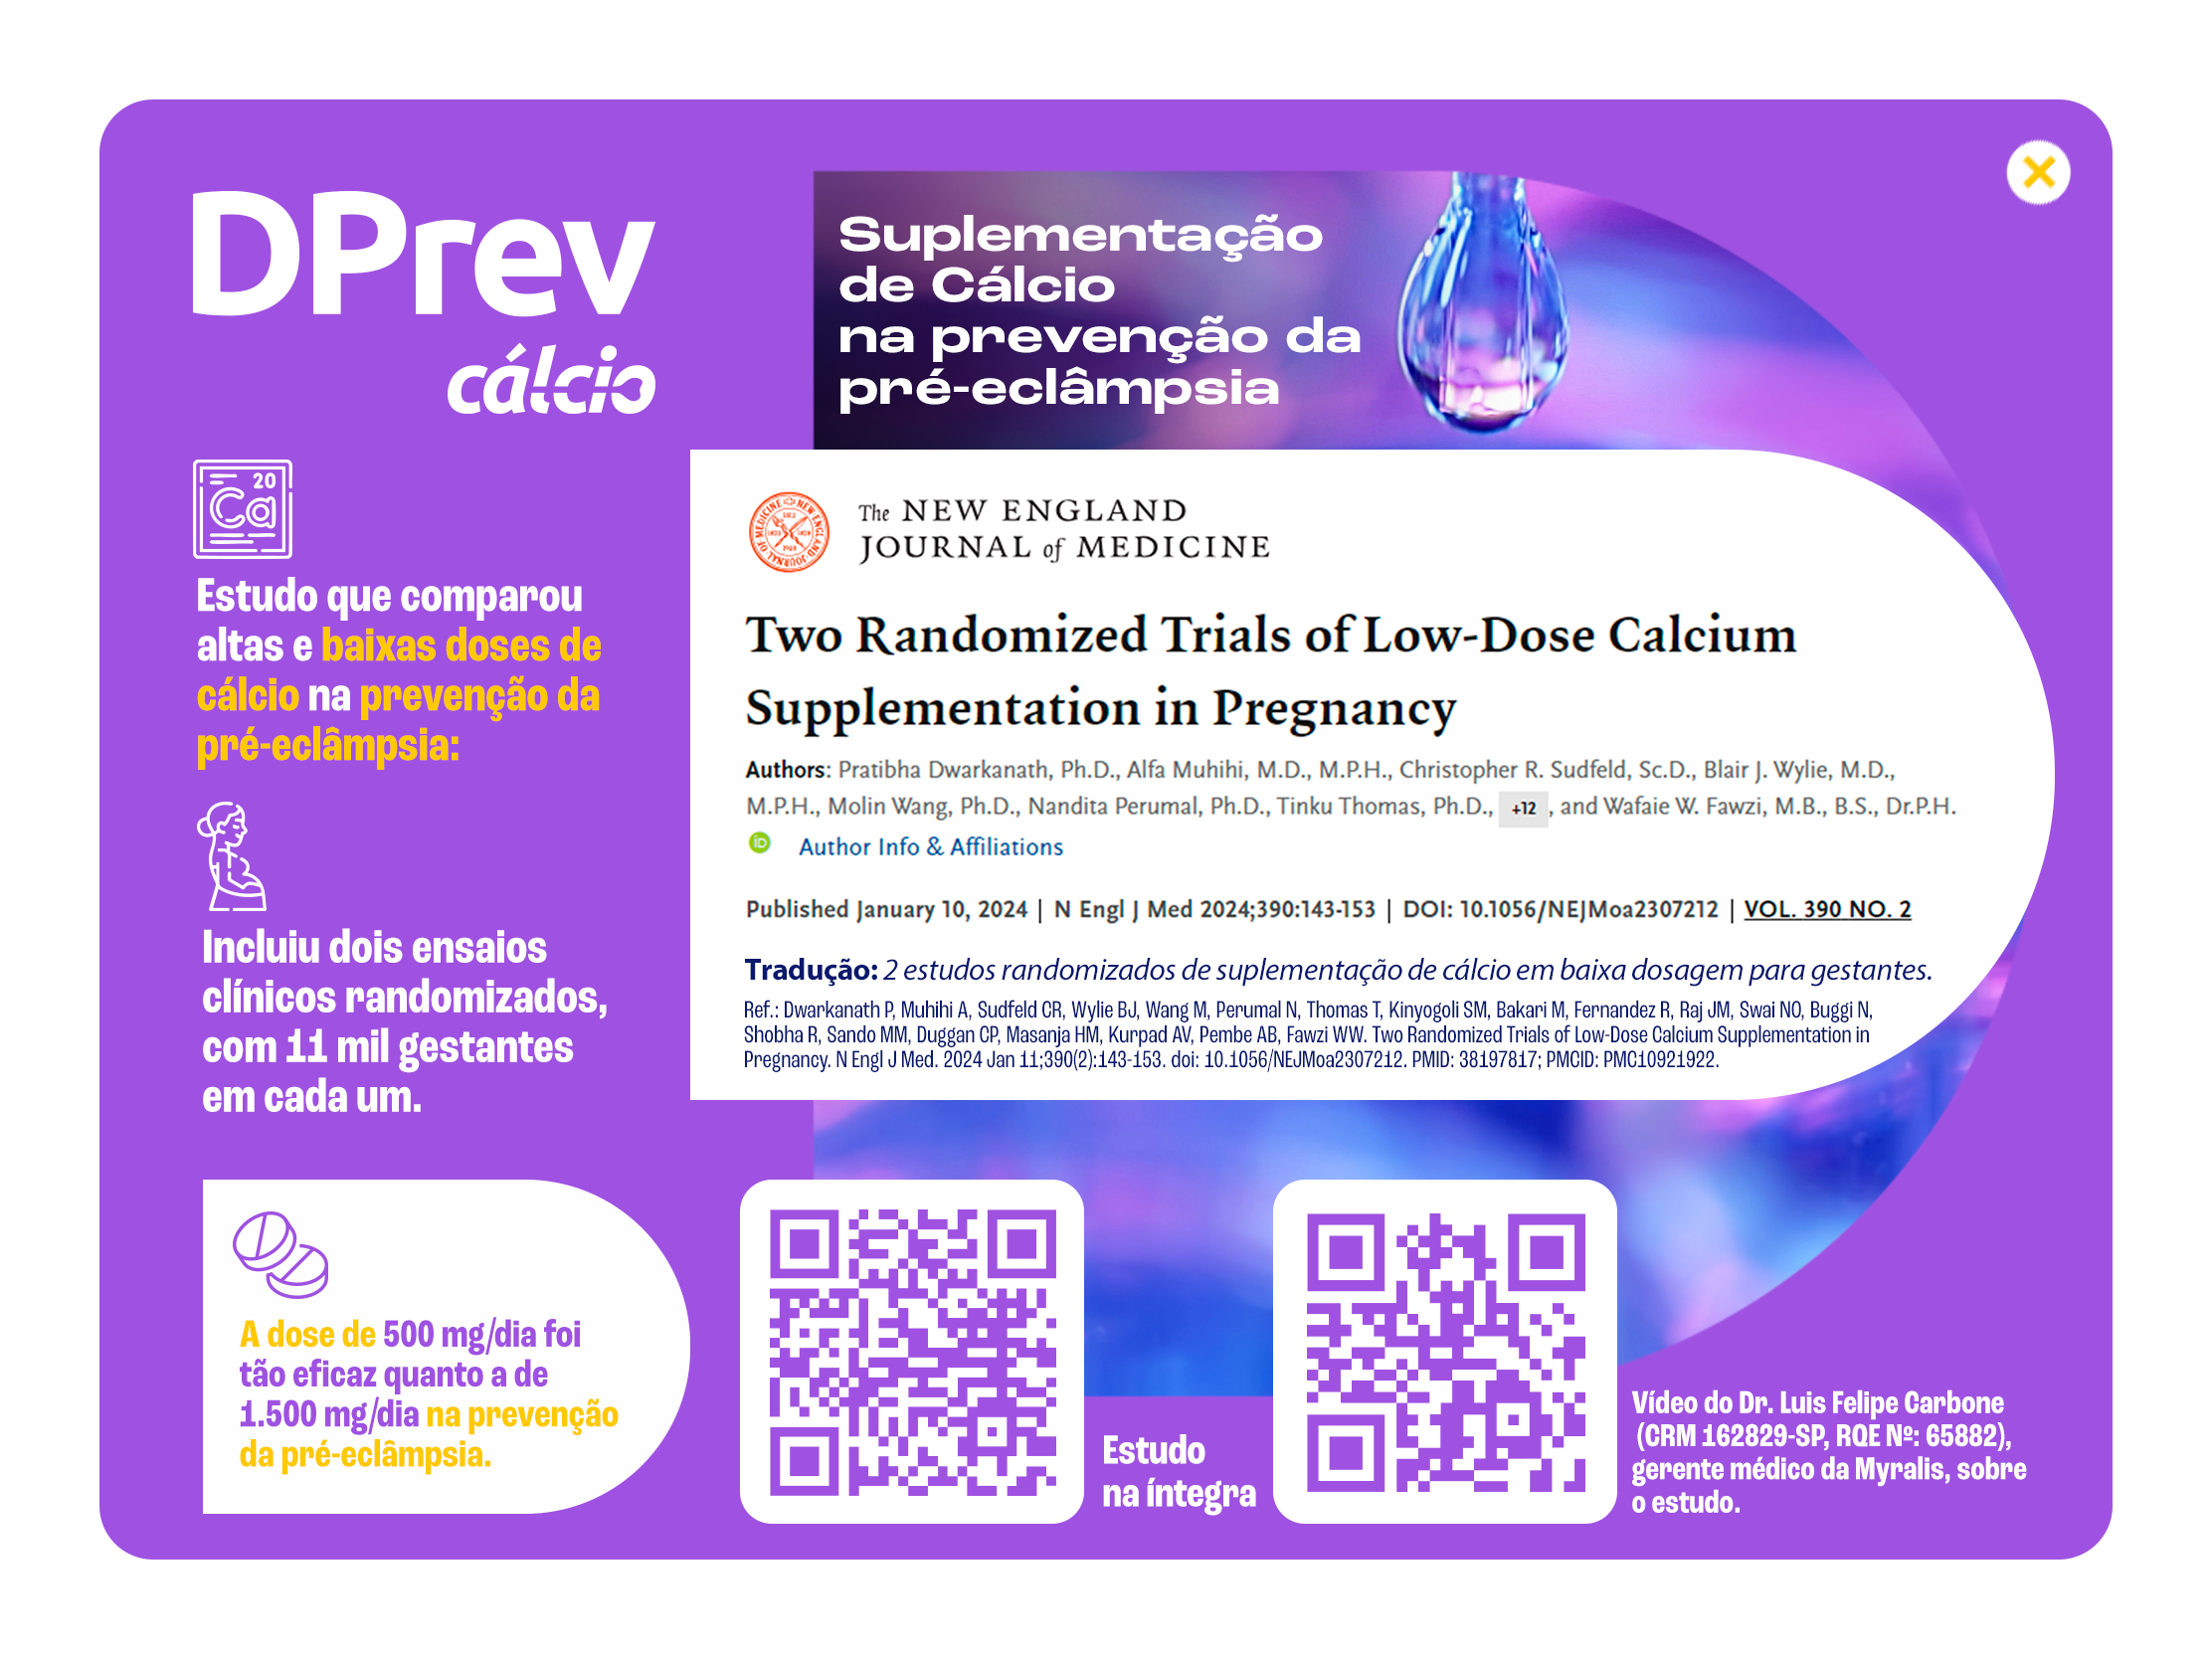 DPrev
cálcio
Ca 20
Estudo que comparou
altas e baixas doses de
cálcio na prevenção da
pré-eclâmpsia:
Incluiu dois ensaios
clínicos randomizados,
com 11 mil gestantes
em cada um.
A dose de 500 mg/dia foi
tão eficaz quanto a de
1.500 mg/dia na prevenção
da pré-eclâmpsia.
Suplementação
de Cálcio
na prevenção da
pré-eclâmpsia
The NEW ENGLAND
JOURNAL of MEDICINE
Two Randomized Trials of Low-Dose Calcium
Supplementation in Pregnancy
Authors: Pratibha Dwarkanath, Ph.D., Alfa Muhihi, M.D., M.P.H., Christopher R. Sudfeld, Sc.D., Blair J. Wylie, M.D.,
M.P.H., Molin Wang, Ph.D., Nandita Perumal, Ph.D., Tinku Thomas, Ph.D., +12 , and Wafaie W. Fawzi, M.B., B.S., Dr.P.H.
iD Author Info & Affiliations
Published January 10, 2024 | N Engl J Med 2024;390:143-153 | DOI: 10.1056/NEJMoa2307212 | VOL. 390 NO. 2
Tradução: 2 estudos randomizados de suplementação de cálcio em baixa dosagem para gestantes.
Ref.: Dwarkanath P, Muhihi A, Sudfeld CR, Wylie BJ, Wang M, Perumal N, Thomas T, Kinyogoli SM, Bakari M, Fernandez R, Raj JM, Swai NO, Buggi N,
Shobha R, Sando MM, Duggan CP, Masanja HM, Kurpad AV, Pembe AB, Fawzi WW. Two Randomized Trials of Low-Dose Calcium Supplementation in
Pregnancy. N Engl J Med. 2024 Jan 11;390(2):143-153. doi: 10.1056/NEJMoa2307212. PMID: 38197817; PMCID: PMC10921922.
Estudo
na íntegra
Vídeo do Dr. Luis Felipe Carbone
(CRM 162829-SP, RQE Nº: 65882),
gerente médico da Myralis, sobre
o estudo.